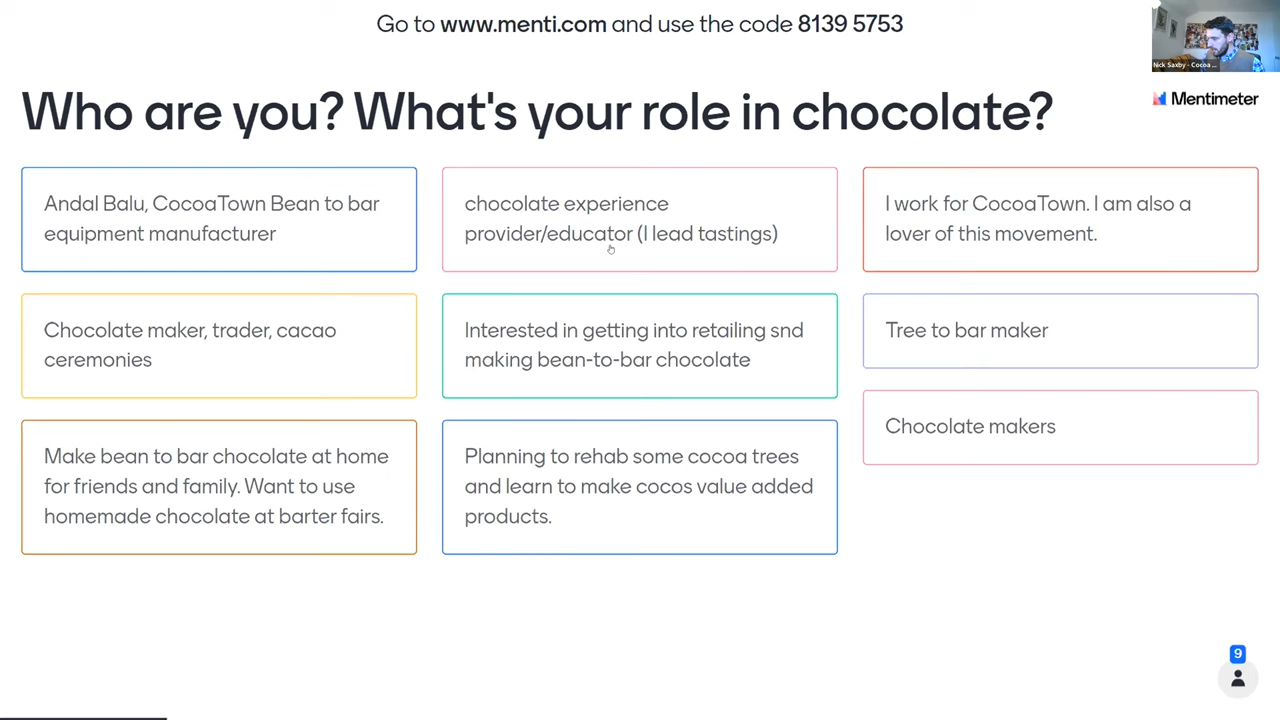 Go to www.menti.com and use the code 8139 5753
Nick Saxby - Cocoa ...
Mentimeter
Who are you? What's your role in chocolate?
Andal Balu, CocoaTown Bean to bar
equipment manufacturer
chocolate experience
provider/educator (I lead tastings)
I work for CocoaTown. I am also a
lover of this movement.
Chocolate maker, trader, cacao
ceremonies
Interested in getting into retailing snd
making bean-to-bar chocolate
Tree to bar maker
Chocolate makers
Make bean to bar chocolate at home
for friends and family. Want to use
homemade chocolate at barter fairs.
Planning to rehab some cocoa trees
and learn to make cocos value added
products.
9